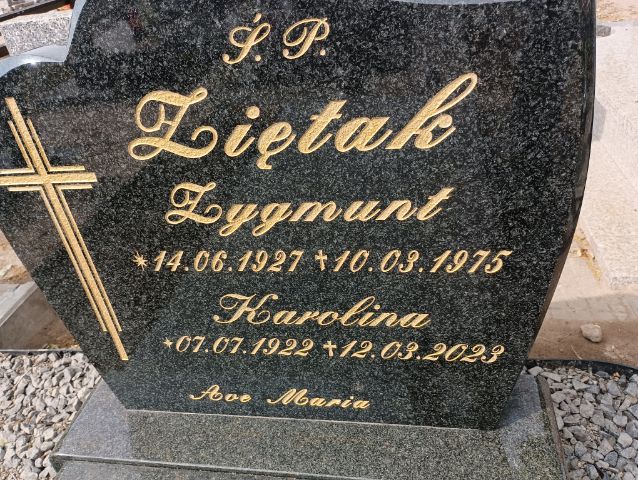 Ś. P.
Ziętak
Zygmunt
*14.06.1927 †10.03.1975
Karolina
*07.07.1922 †12.03.2023
Ave Maria